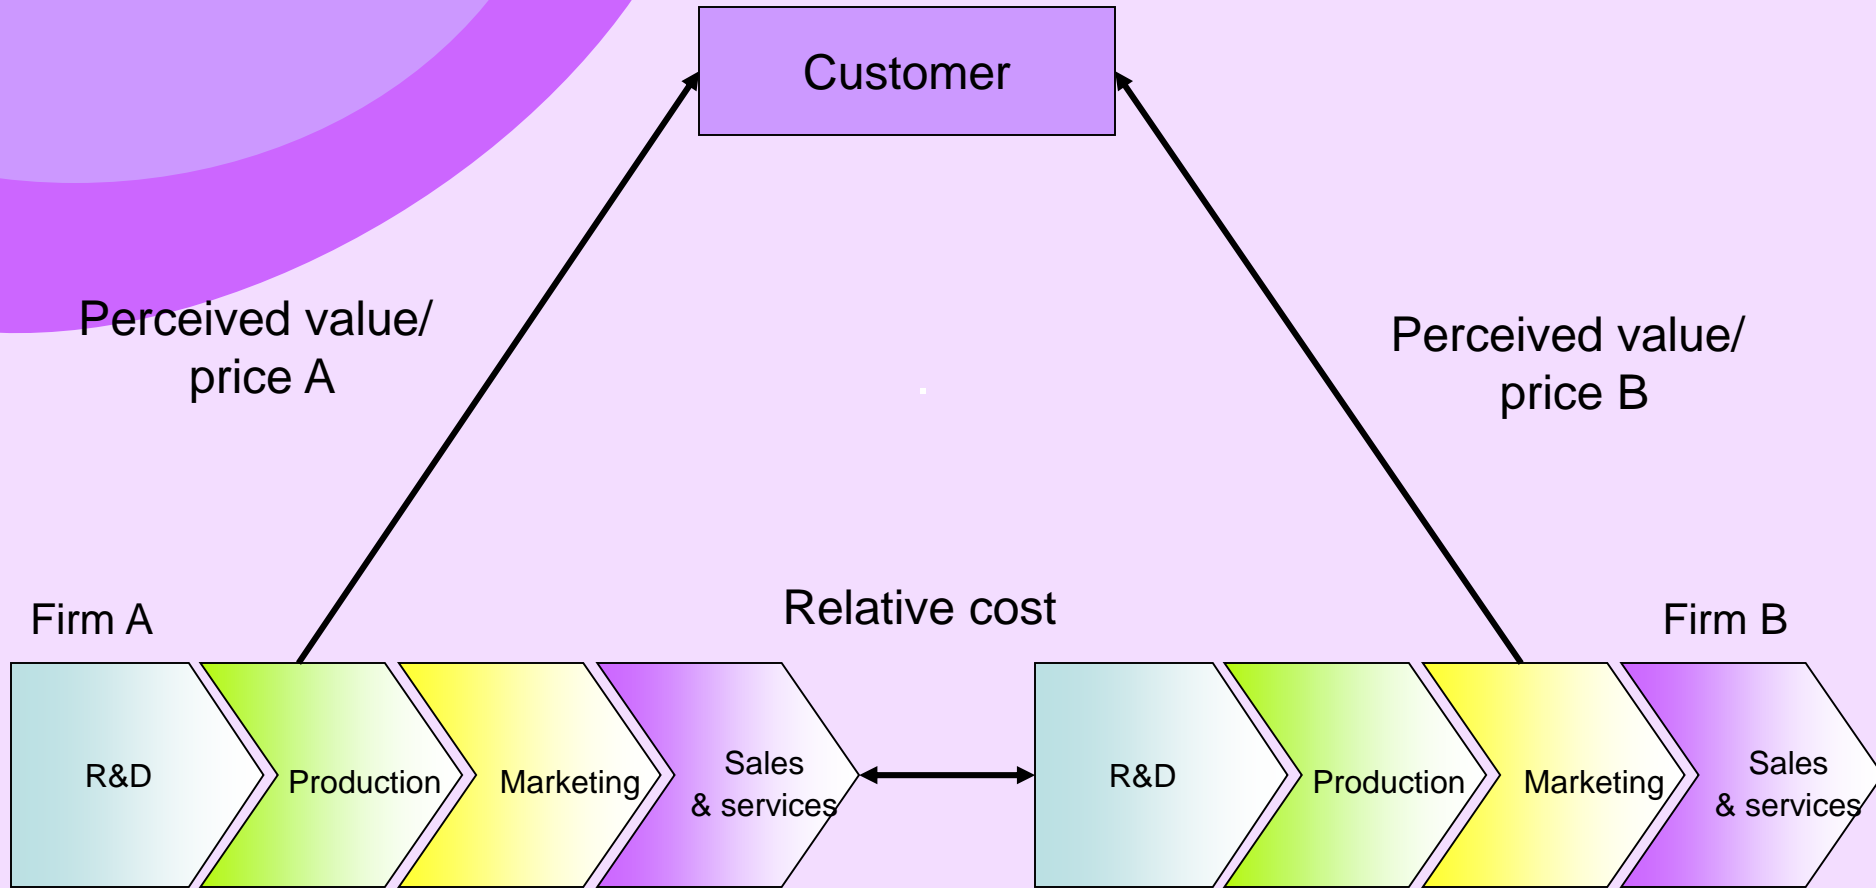 Customer
Perceived value/
price A
Perceived value/
price B
Firm A
Relative cost
Firm B
R&D
Production
Marketing
Sales
& services
R&D
Production
Marketing
Sales
& services